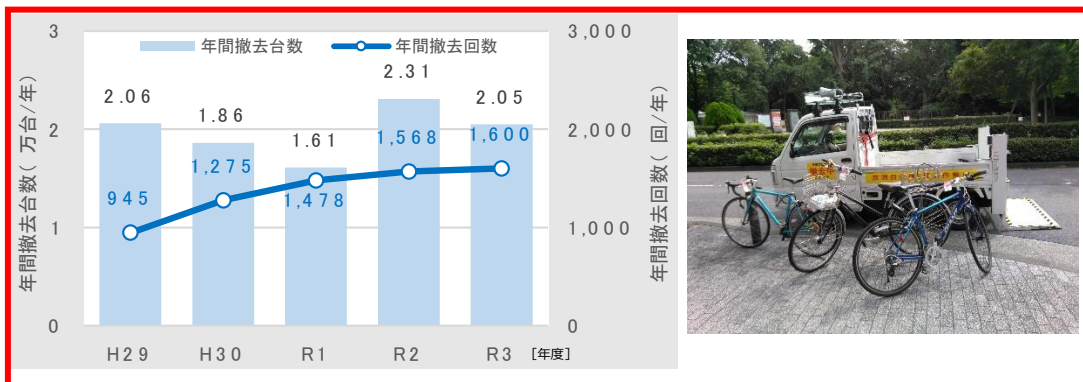 3
3,000
年間撤去台数
年間撤去回数
2.06
1.86
1.61
2.31
2.05
2
2,000
945
1,275
1,478
1,568
1,600
1
1,000
0
0
年間撤去台数(万台/年)
年間撤去回数(回/年)
H29
H30
R1
R2
R3
[年度]